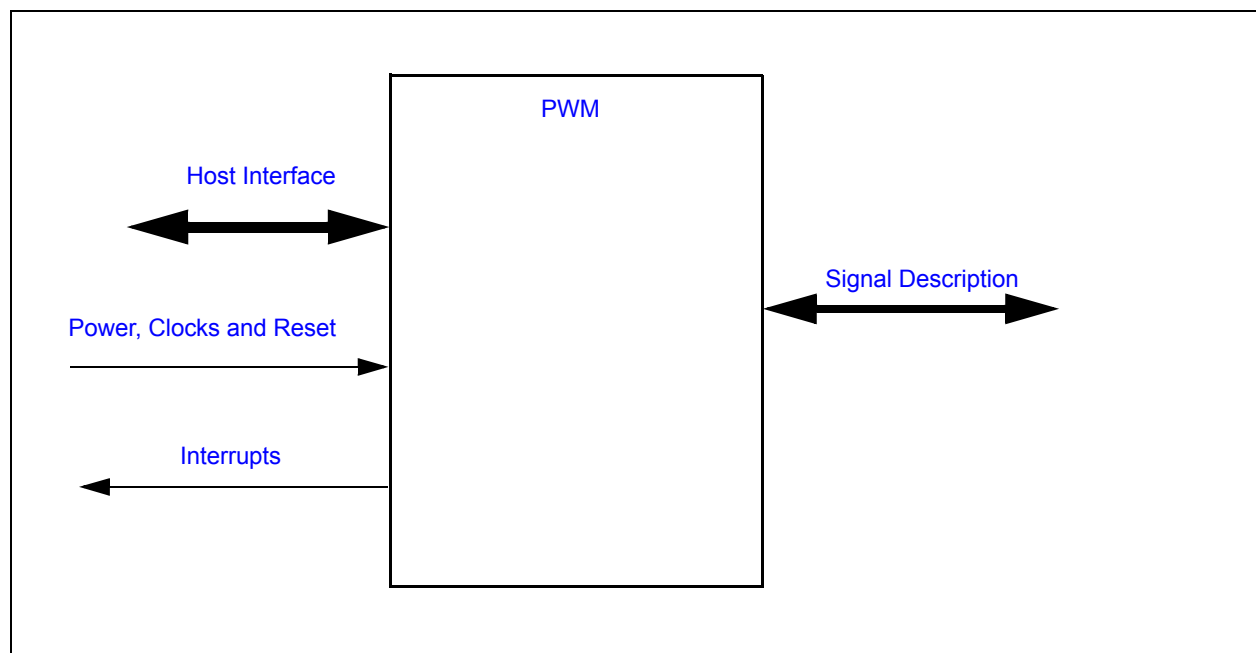 PWM
Host Interface
Signal Description
Power, Clocks and Reset
Interrupts